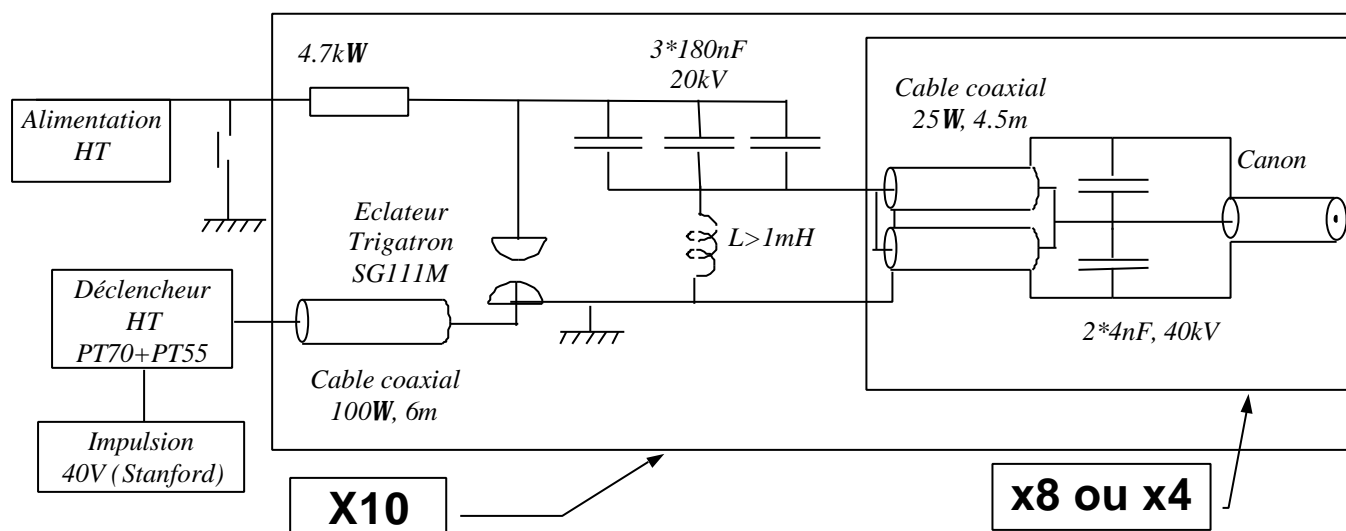 4.7kW
3*180nF
20kV
Cable coaxial
25W, 4.5m
Alimentation
HT
Canon
Eclateur
Trigatron
SG111M
L>1mH
Déclencheur
HT
PT70+PT55
2*4nF, 40kV
Cable coaxial
100W, 6m
Impulsion
40V (Stanford)
X10
x8 ou x4